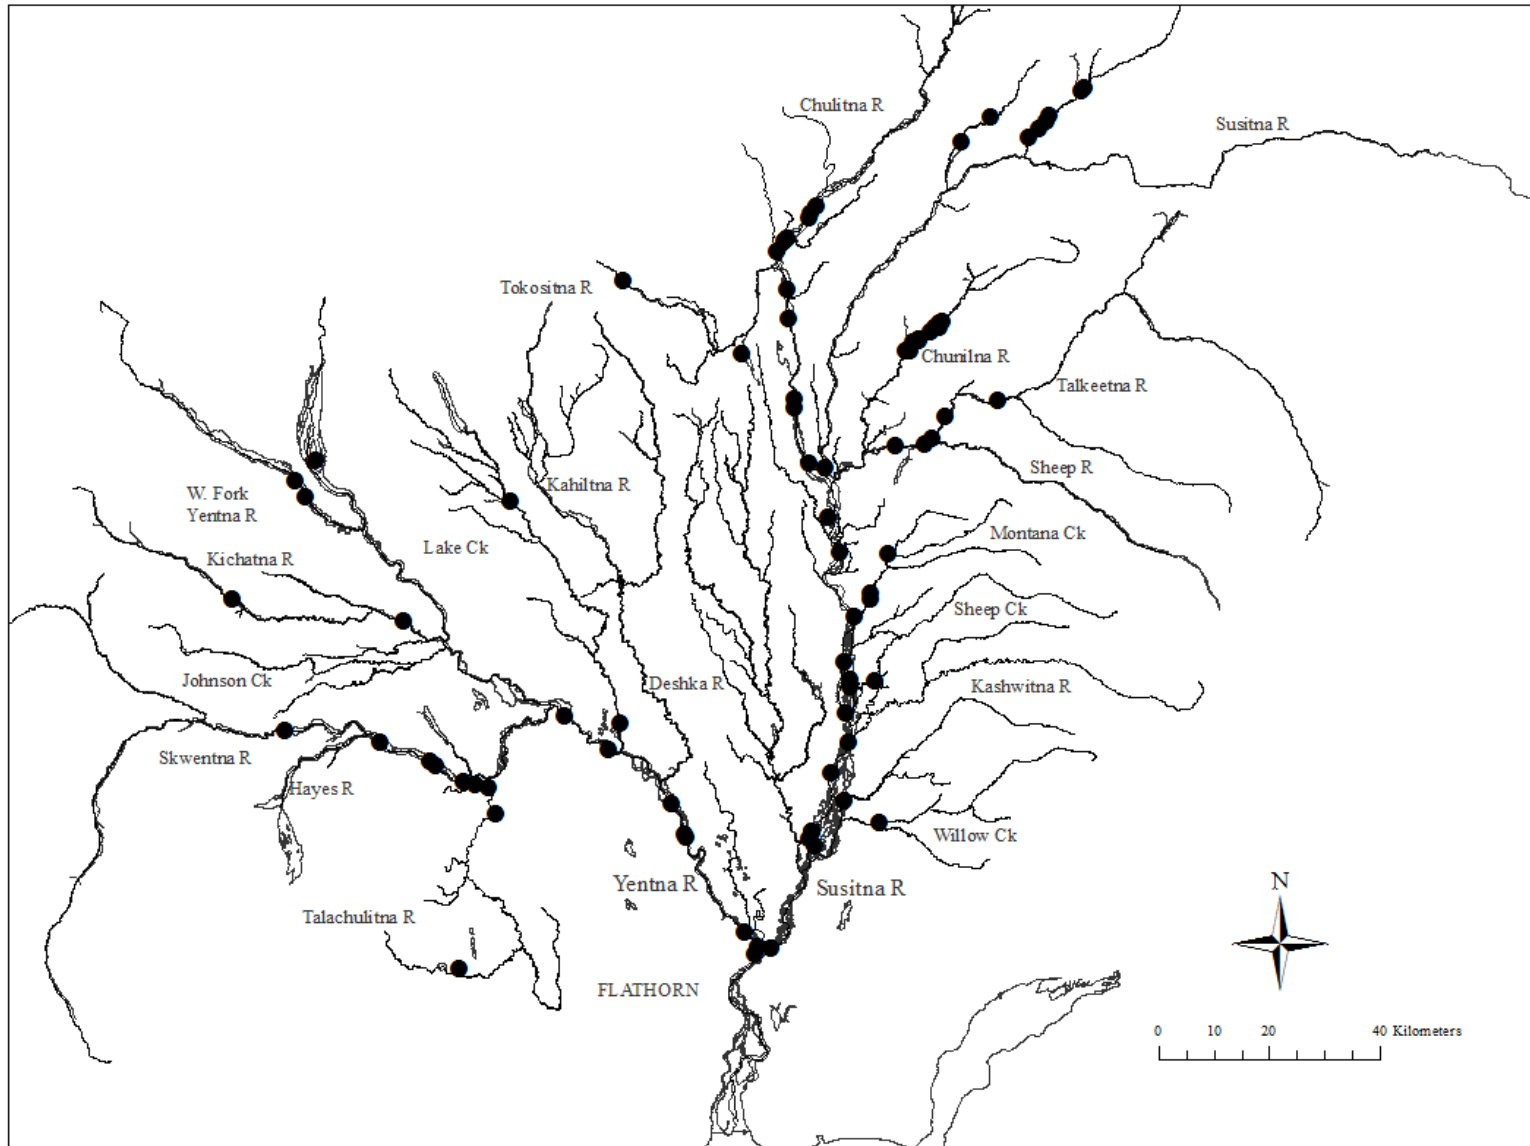 Chulitna R
Susitna R
Tokositna R
Chunilna R
Talkeetna R
Sheep R
Kahiltna R
W. Fork
Yentna R
Montana Ck
Lake Ck
Kichatna R
Sheep Ck
Johnson Ck
Deshka R
Kashwitna R
Skwentna R
Hayes R
Willow Ck
Yentna R
Susitna R
N
Talachulitna R
FLATHORN
0 10 20 40 Kilometers